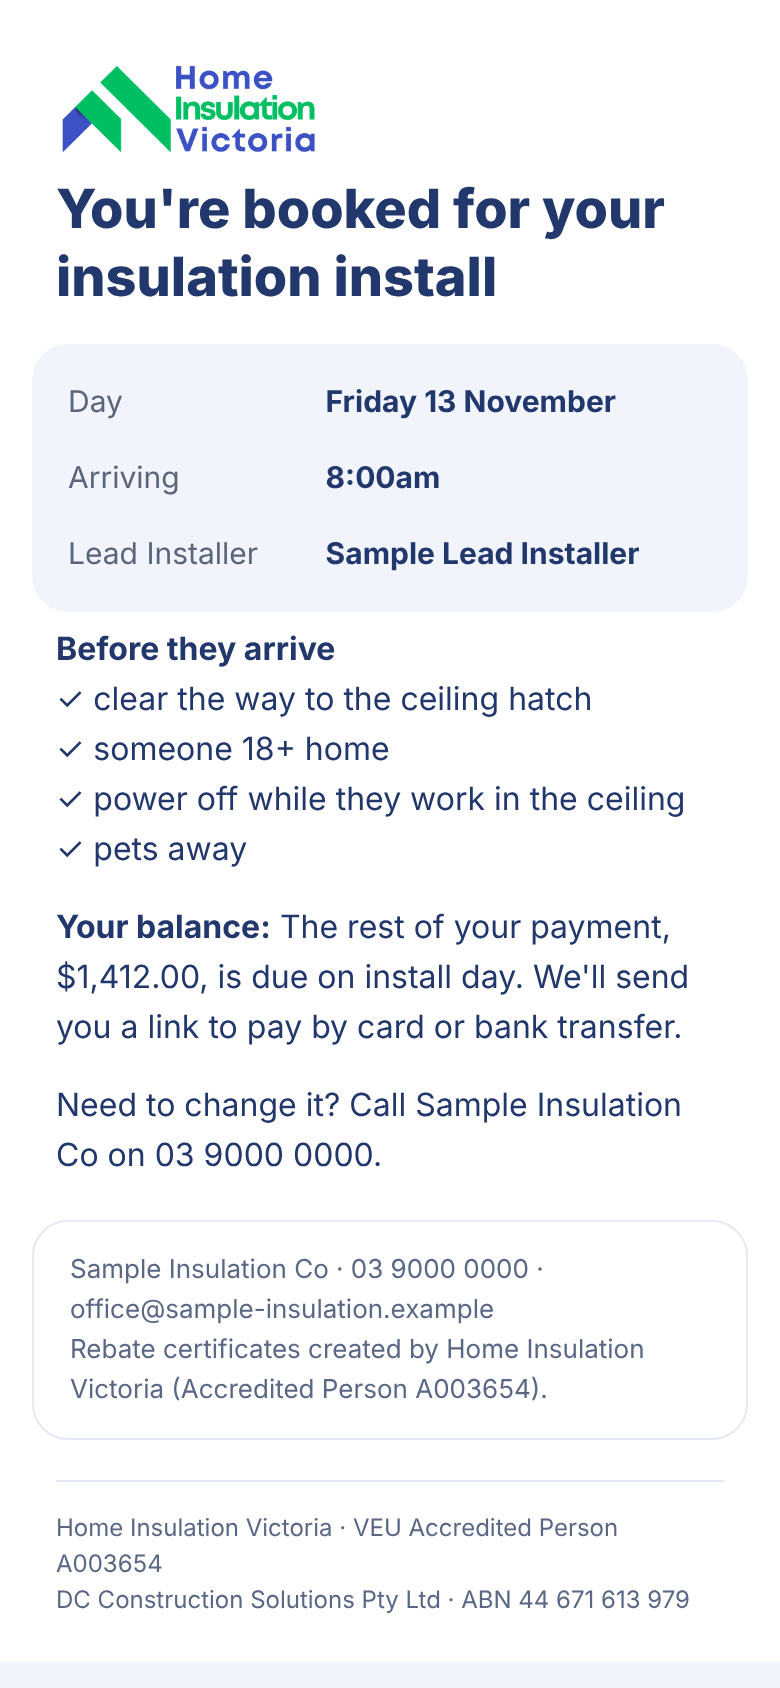 Home
Insulation
Victoria
You're booked for your
insulation install
Day Friday 13 November
Arriving 8:00am
Lead Installer Sample Lead Installer
Before they arrive
✓ clear the way to the ceiling hatch
✓ someone 18+ home
✓ power off while they work in the ceiling
✓ pets away
Your balance: The rest of your payment,
$1,412.00, is due on install day. We'll send
you a link to pay by card or bank transfer.
Need to change it? Call Sample Insulation
Co on 03 9000 0000.
Sample Insulation Co · 03 9000 0000 ·
office@sample-insulation.example
Rebate certificates created by Home Insulation
Victoria (Accredited Person A003654).
Home Insulation Victoria · VEU Accredited Person
A003654
DC Construction Solutions Pty Ltd · ABN 44 671 613 979